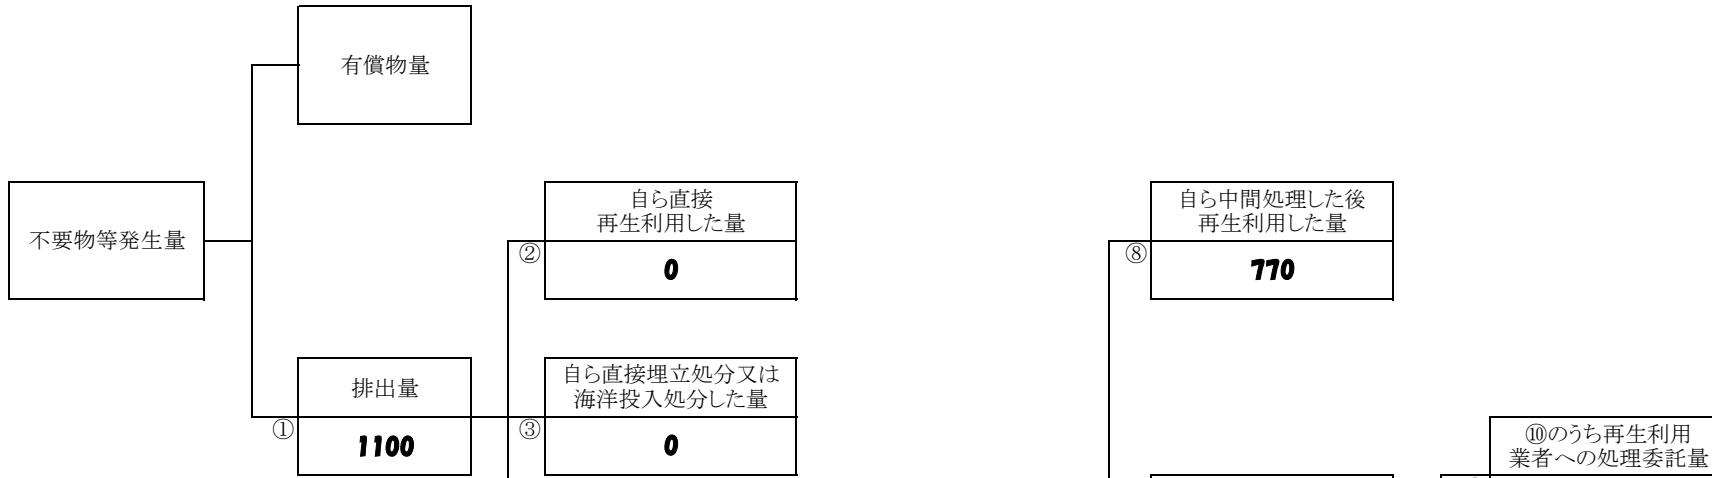 有償物量
不要物等発生量
自ら直接
再生利用した量
②
0
自ら中間処理した後
再生利用した量
⑧
770
排出量
①
1100
自ら直接埋立処分又は
海洋投入処分した量
③
0
⑩のうち再生利用
業者への処理委託量